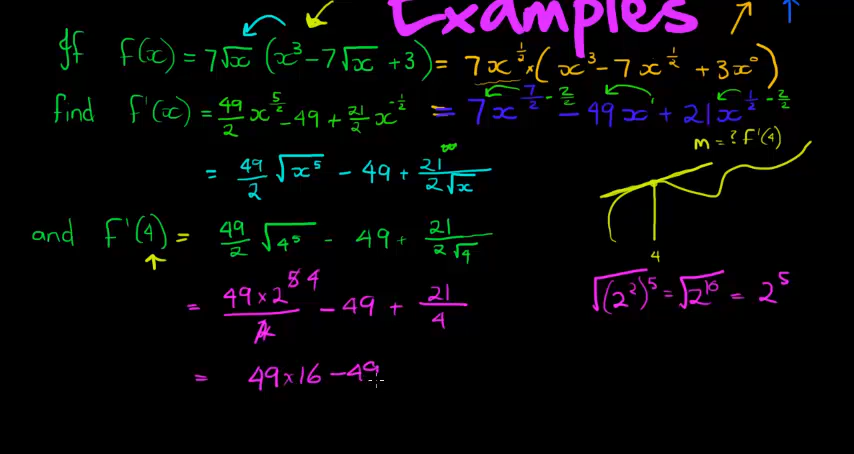 Examples
If f(x) = 7√x (x³ - 7√x + 3) = 7x^{1/2} × (x³ - 7x^{1/2} + 3x⁰)
find f'(x) = 49/2 x^{5/2} - 49 + 21/2 x^{-1/2} = 7x^{7/2 - 2/2} - 49x¹ + 21x^{1/2 - 2/2}
m = ? f'(4)
= 49/2 √x⁵ - 49 + 21/(2√x)
and f'(4) = 49/2 √4⁵ - 49 + 21/(2√4)
4
= (49 × 2^{5 4})/2 - 49 + 21/4
√(2²)⁵ = √2¹⁰ = 2⁵
= 49 × 16 - 49